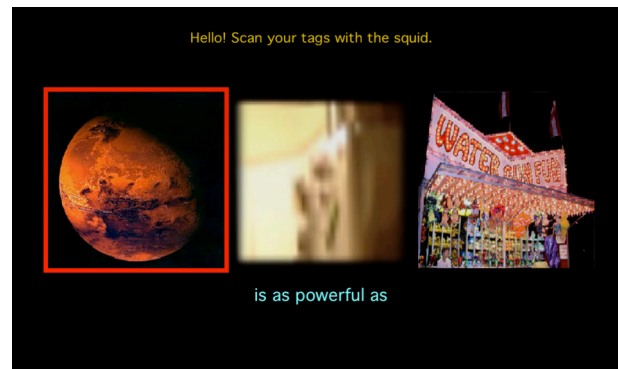 Hello! Scan your tags with the squid.
WATER GUN FUN
is as powerful as